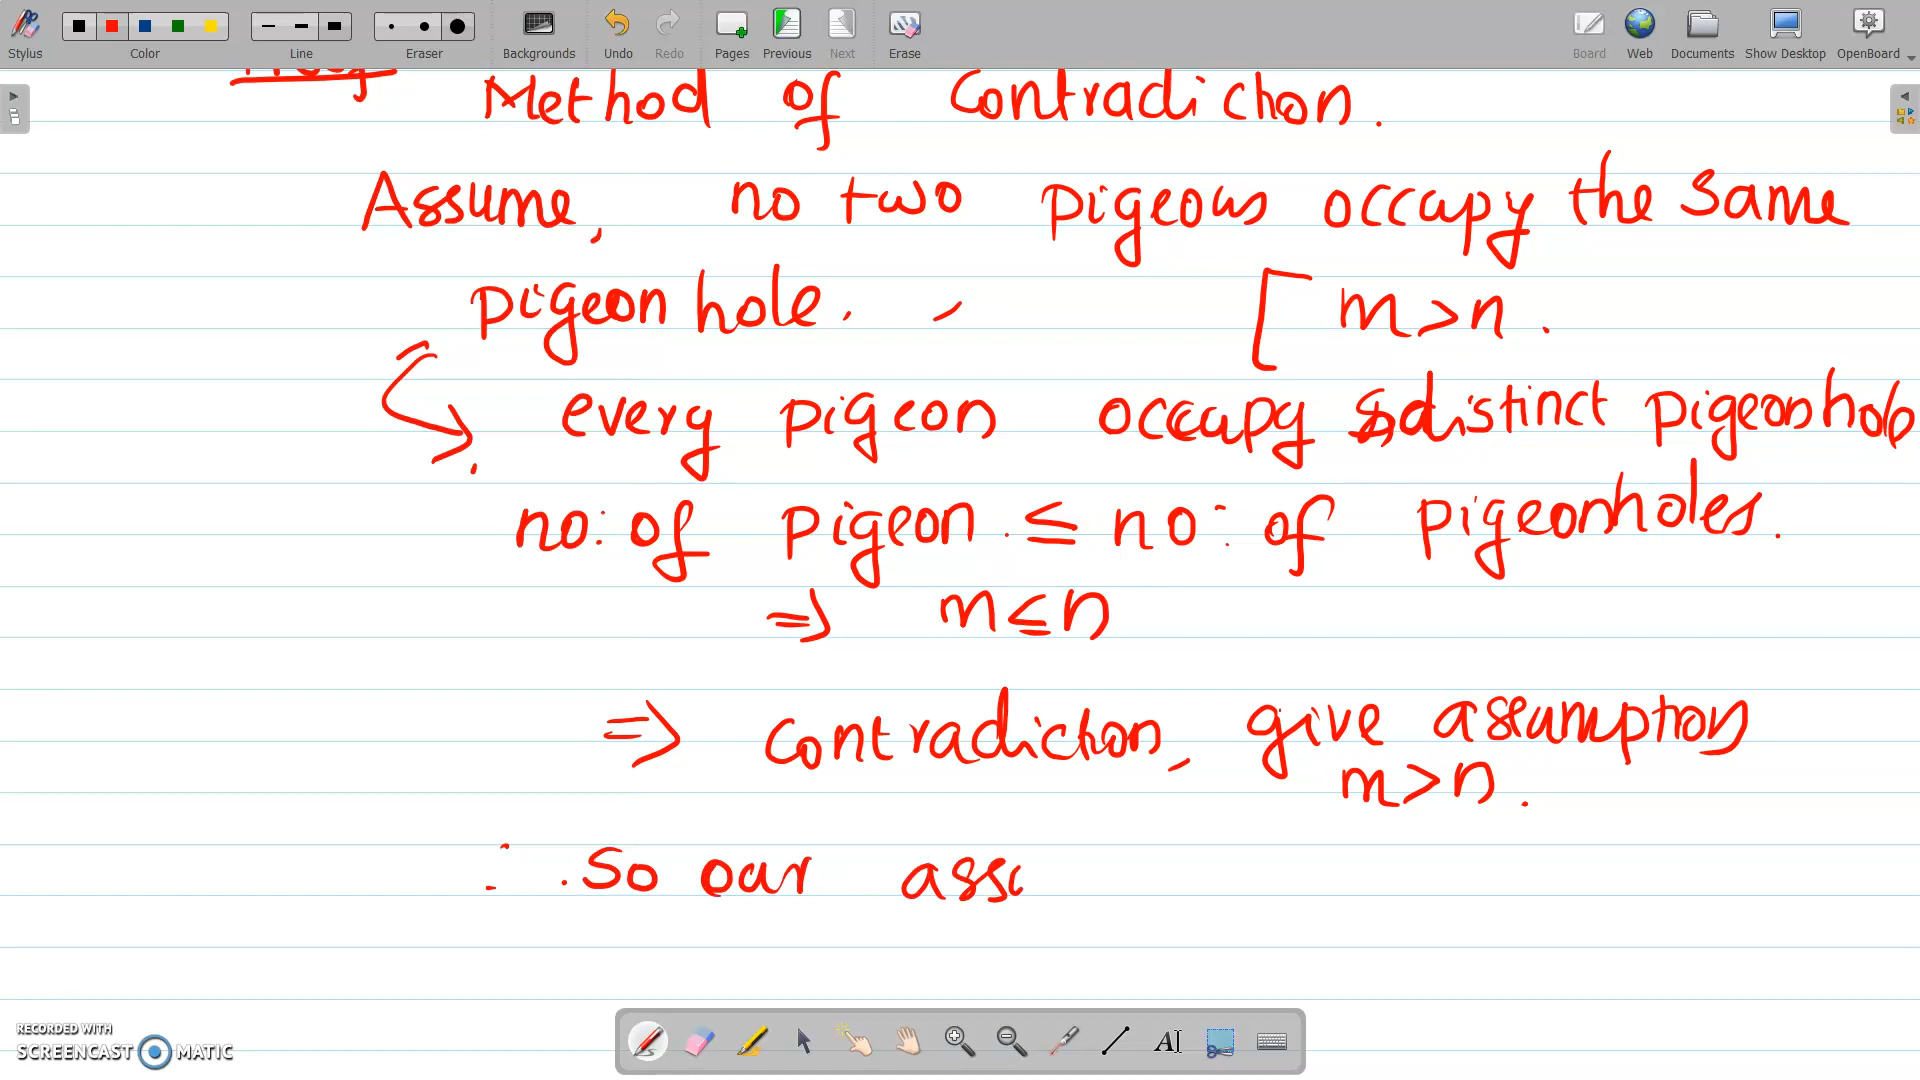 Stylus Color Line Eraser Backgrounds Undo Redo Pages Previous Next Erase Board Web Documents Show Desktop OpenBoard
Proof
Method of Contradiction.
Assume, no two pigeons occupy the same
pigeonhole. [ m>n.
every pigeon occupy distinct pigeonhole
no: of pigeon ≤ no: of pigeonholes.
⇒ m≤n
⇒ contradiction, give assumption
m>n.
∴ So our assu
RECORDED WITH
SCREENCAST MATIC